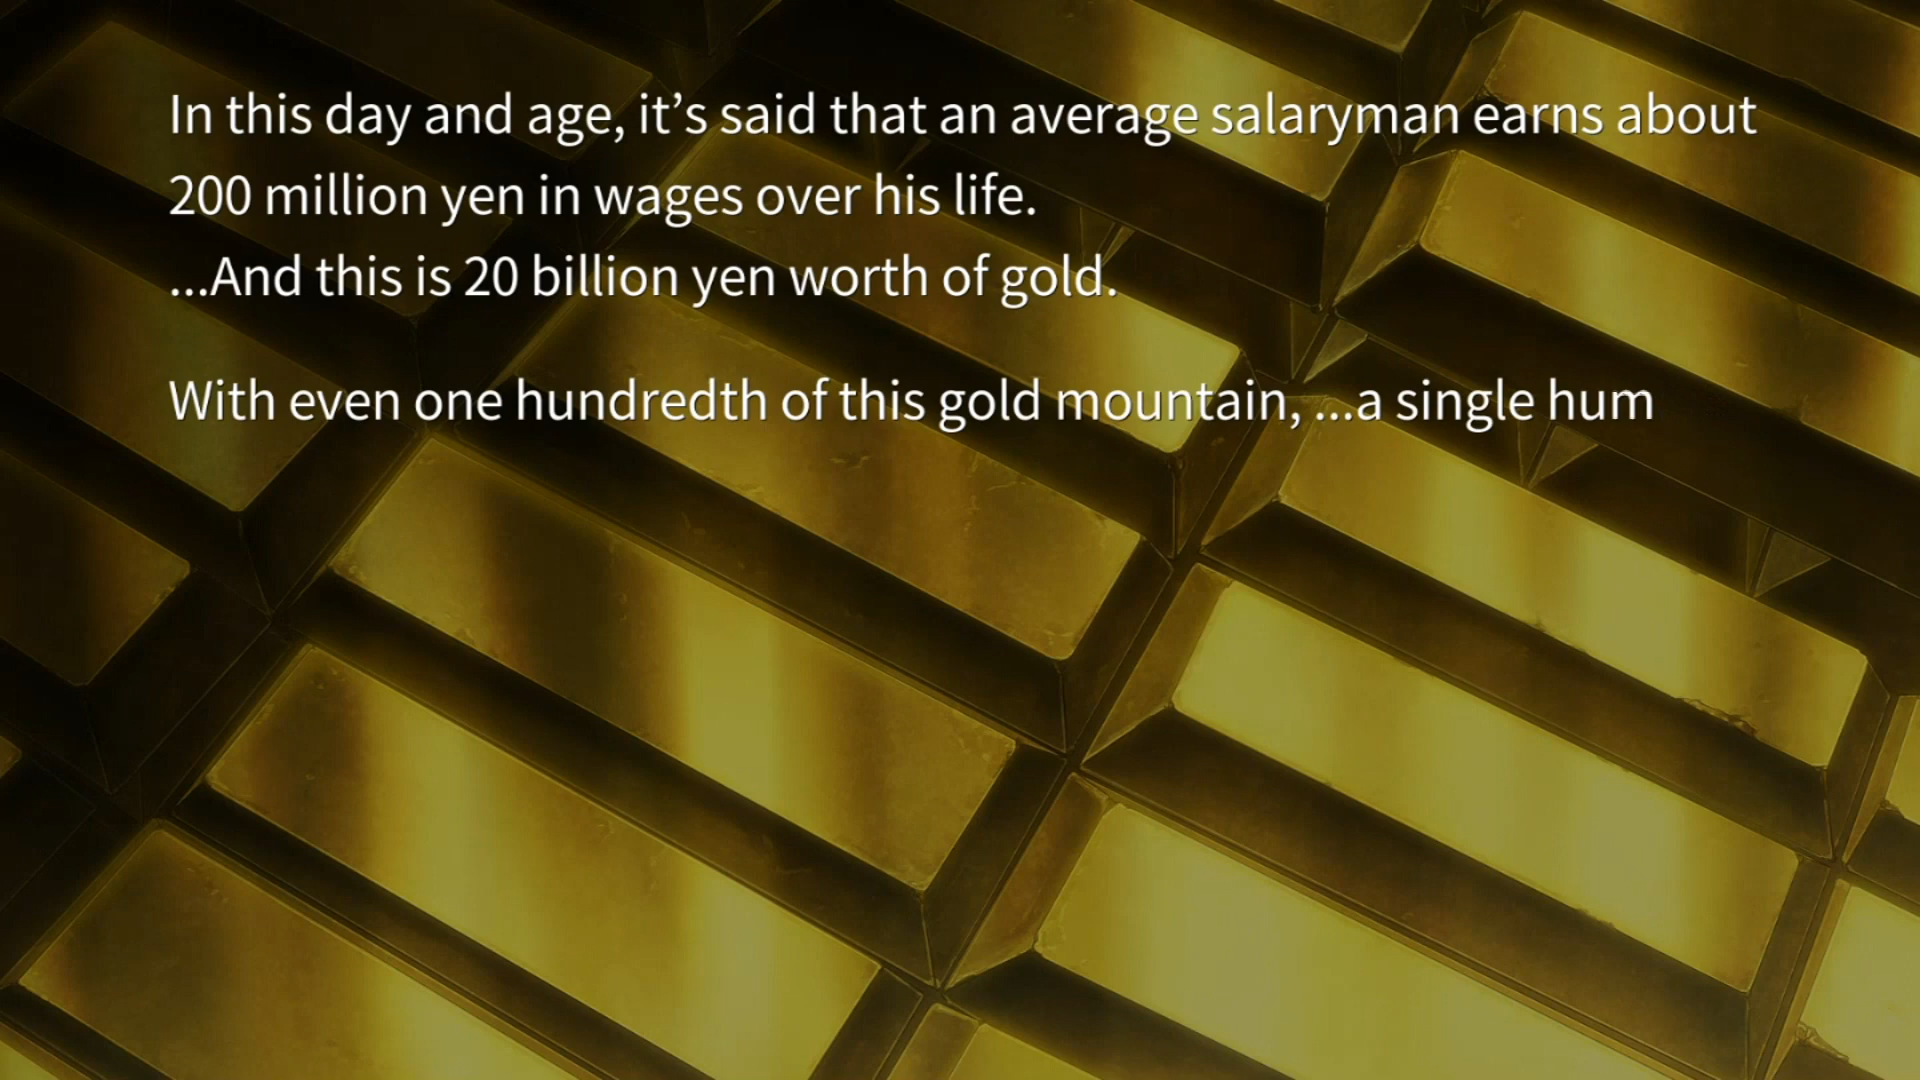 In this day and age, it’s said that an average salaryman earns about
200 million yen in wages over his life.
...And this is 20 billion yen worth of gold.
With even one hundredth of this gold mountain, ...a single hum